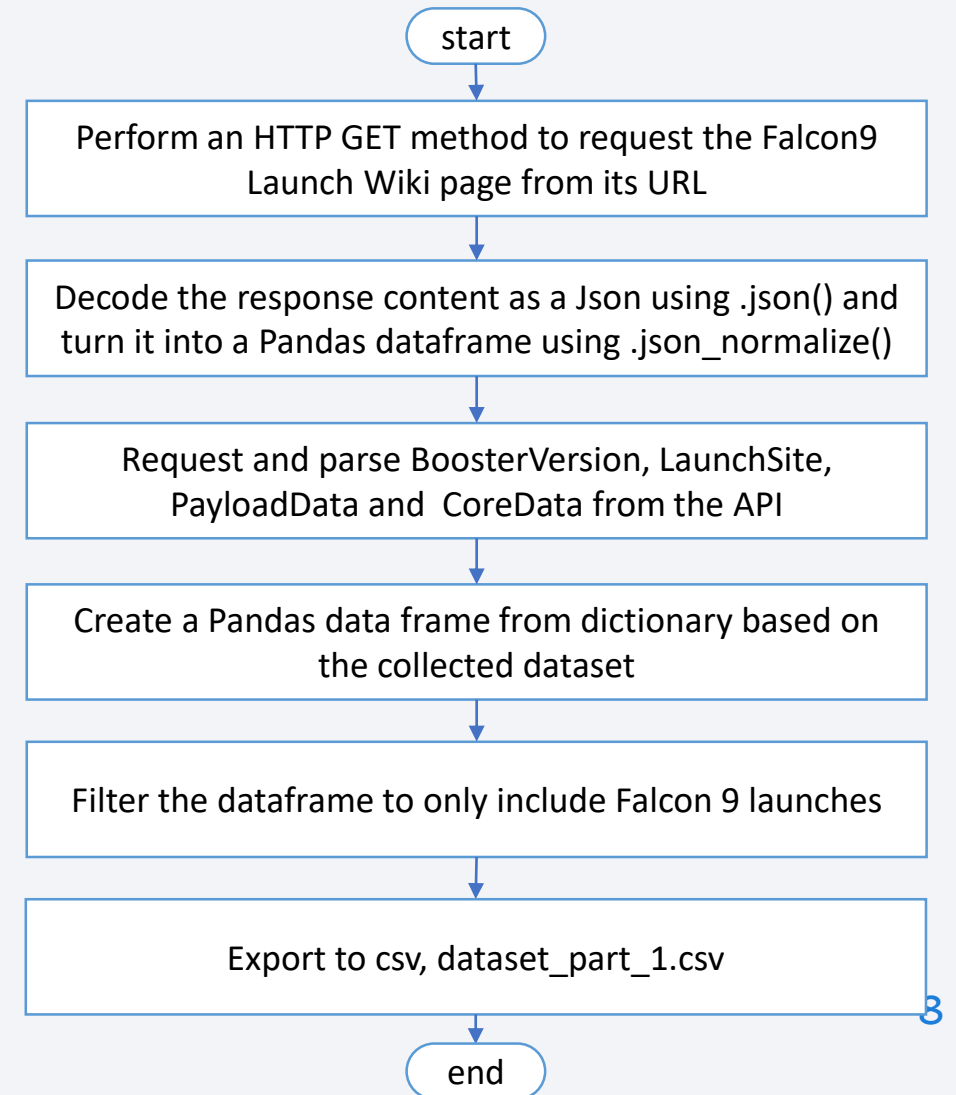 start
Perform an HTTP GET method to request the Falcon9
Launch Wiki page from its URL
Decode the response content as a Json using .json() and
turn it into a Pandas dataframe using .json_normalize()
Request and parse BoosterVersion, LaunchSite,
PayloadData and  CoreData from the API
Create a Pandas data frame from dictionary based on
the collected dataset
Filter the dataframe to only include Falcon 9 launches
Export to csv, dataset_part_1.csv
end